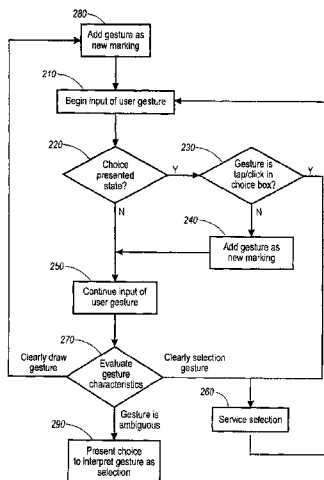 280
Add gesture as
new marking
210
Begin input of user gesture
220
Choice
presented
state?
Y
N
230
Gesture is
tap/click in
choice box?
Y
N
240
Add gesture as
new marking
250
Continue input of
user gesture
270
Evaluate
gesture
characteristics
Clearly draw
gesture
Clearly selection
gesture
Gesture is
ambiguous
260
Service selection
290
Present choice
to interpret gesture as
selection